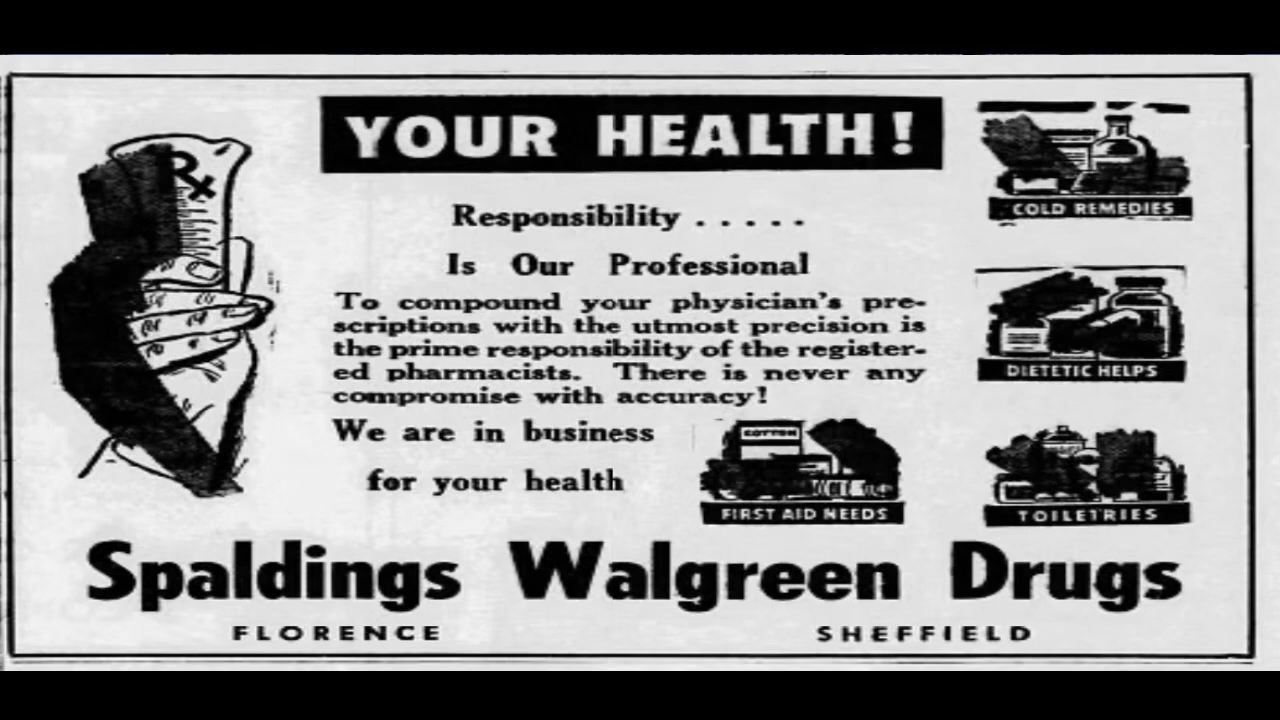 YOUR HEALTH!
Rx
Responsibility . . . . .
Is Our Professional
To compound your physician's pre-
scriptions with the utmost precision is
the prime responsibility of the register-
ed pharmacists. There is never any
compromise with accuracy!
We are in business
for your health
COLD REMEDIES
DIETETIC HELPS
COTTON
FIRST AID NEEDS
TOILETRIES
Spaldings Walgreen Drugs
FLORENCE
SHEFFIELD